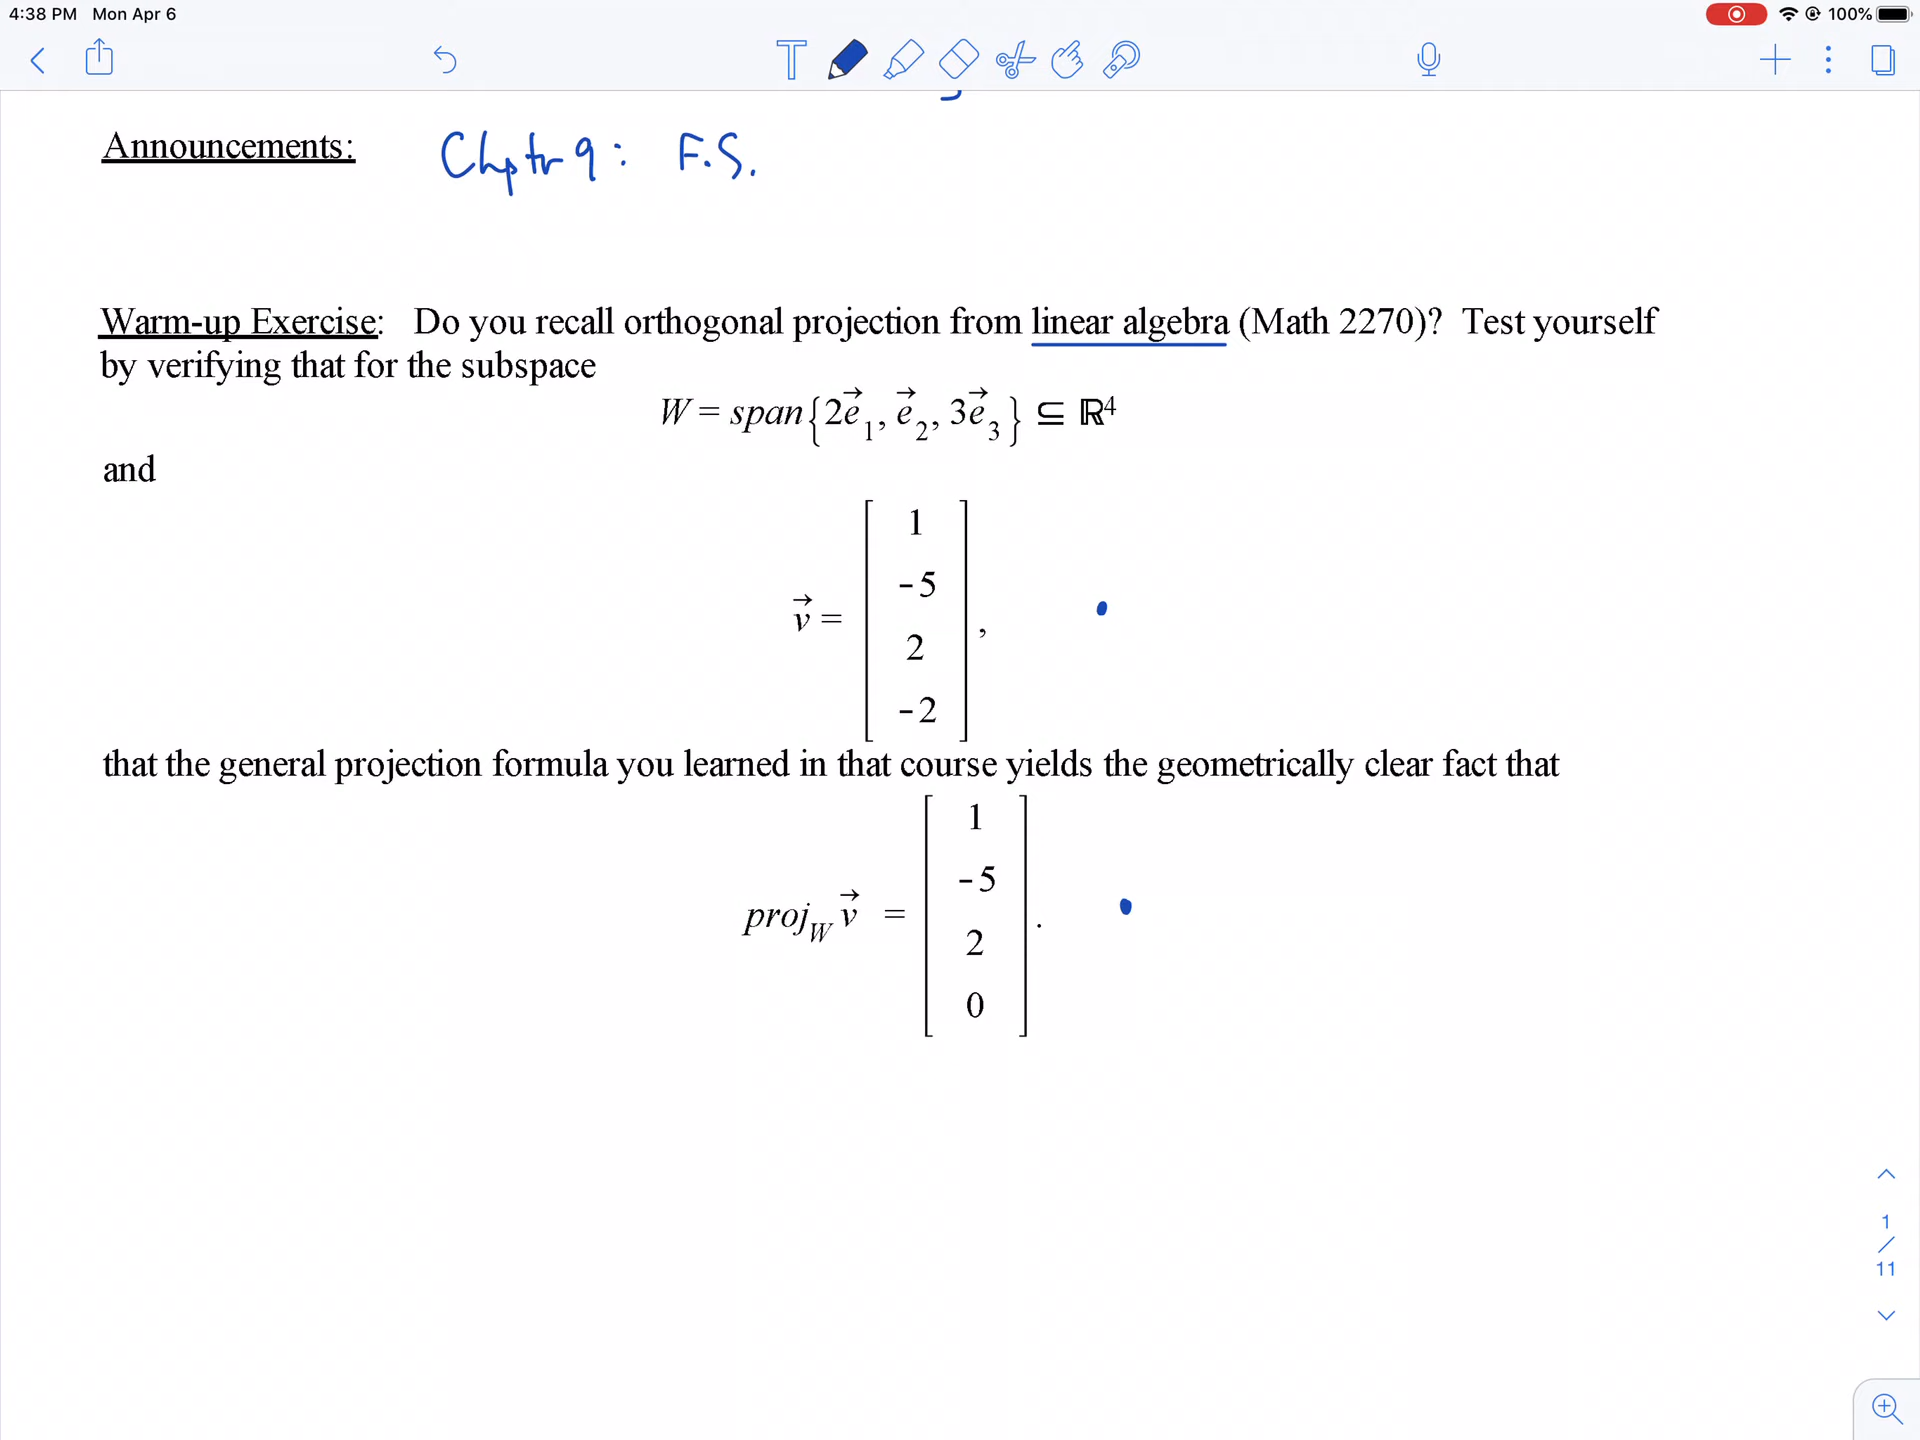 4:38 PM Mon Apr 6 100%
Announcements: Chptr 9: F.S.
Warm-up Exercise: Do you recall orthogonal projection from linear algebra (Math 2270)? Test yourself
by verifying that for the subspace
W = span{2e⃗₁, e⃗₂, 3e⃗₃} ⊆ ℝ⁴
and
v⃗ = [1
-5
2
-2],
that the general projection formula you learned in that course yields the geometrically clear fact that
proj_W v⃗ = [1
-5
2
0].
1
/
11